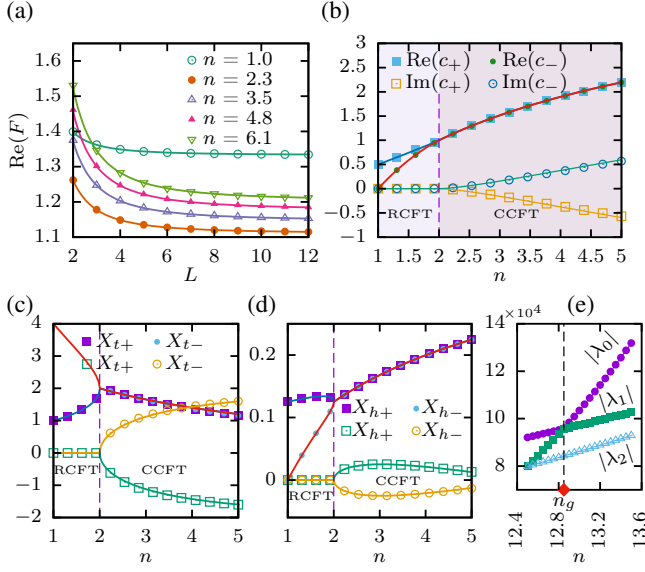 (a)
Re(F)
1.6
1.5
1.4
1.3
1.2
1.1
2 4 6 8 10 12
L
n = 1.0
n = 2.3
n = 3.5
n = 4.8
n = 6.1
(b)
3
2.5
2
1.5
1
0.5
0
−0.5
−1
Re(c+) Re(c−)
Im(c+) Im(c−)
RCFT CCFT
1 1.5 2 2.5 3 3.5 4 4.5 5
n
(c)
4
3
2
1
0
−1
−2
Xt+ Xt−
Xt+ Xt−
RCFT CCFT
1 2 3 4 5
n
(d)
0.2
0.1
0
Xh+ Xh−
Xh+ Xh−
RCFT CCFT
1 2 3 4 5
n
(e)
×10⁴
14
12
10
8
6
|λ0|
|λ1|
|λ2|
ng
12.4 12.8 13.2 13.6
n